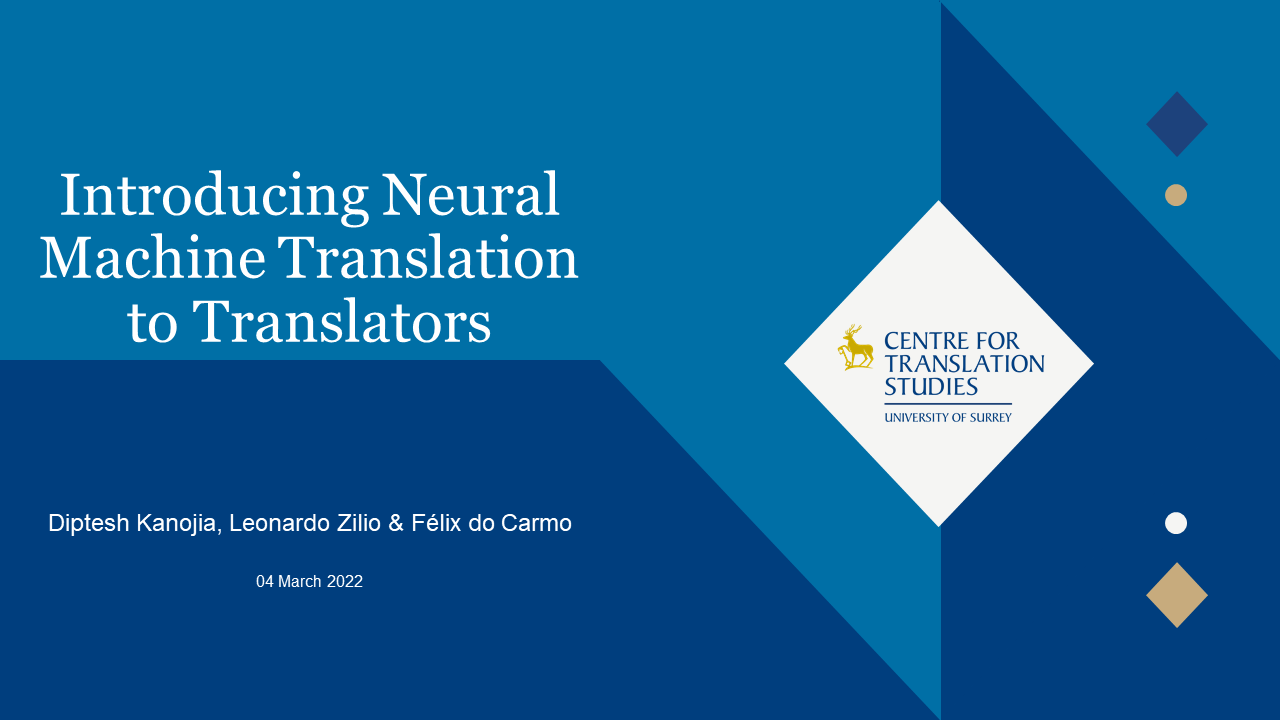 Introducing Neural
Machine Translation
to Translators
CENTRE FOR
TRANSLATION
STUDIES
UNIVERSITY OF SURREY
Diptesh Kanojia, Leonardo Zilio & Félix do Carmo
04 March 2022